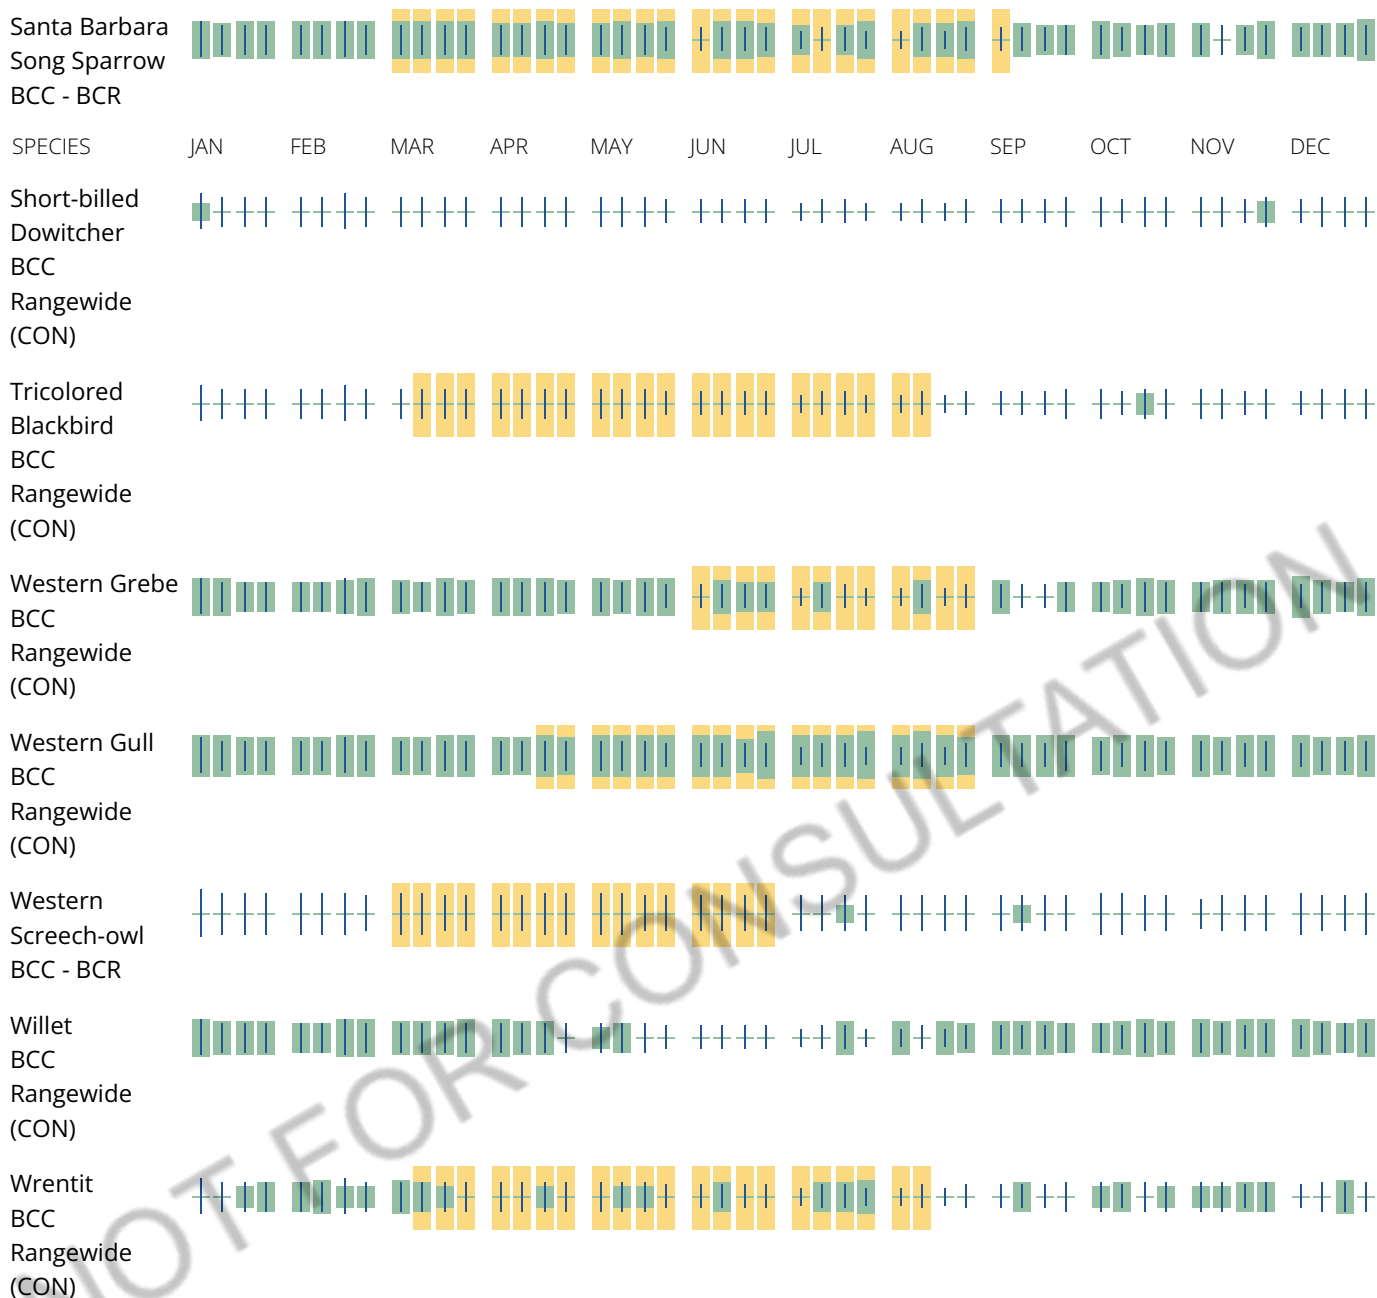 Santa Barbara
Song Sparrow
BCC - BCR
SPECIES JAN FEB MAR APR MAY JUN JUL AUG SEP OCT NOV DEC
Short-billed
Dowitcher
BCC
Rangewide
(CON)
Tricolored
Blackbird
BCC
Rangewide
(CON)
Western Grebe
BCC
Rangewide
(CON)
Western Gull
BCC
Rangewide
(CON)
Western
Screech-owl
BCC - BCR
Willet
BCC
Rangewide
(CON)
Wrentit
BCC
Rangewide
(CON)
NOT FOR CONSULTATION